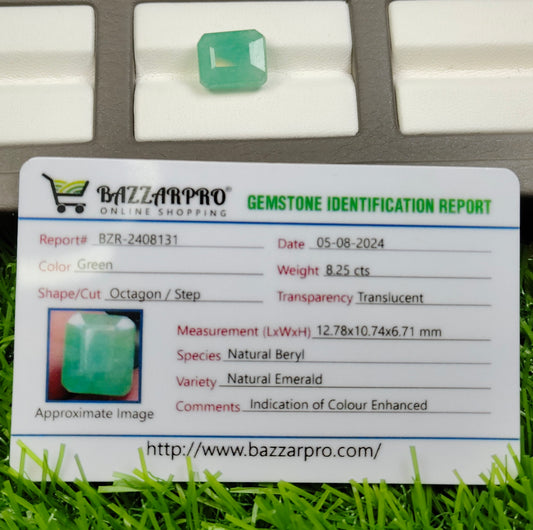 BAZZARPRO®
ONLINE SHOPPING
GEMSTONE IDENTIFICATION REPORT
Report# BZR-2408131
Date 05-08-2024
Color Green
Weight 8.25 cts
Shape/Cut Octagon / Step
Transparency Translucent
Measurement (LxWxH) 12.78x10.74x6.71 mm
Species Natural Beryl
Variety Natural Emerald
Comments Indication of Colour Enhanced
Approximate Image
http://www.bazzarpro.com/